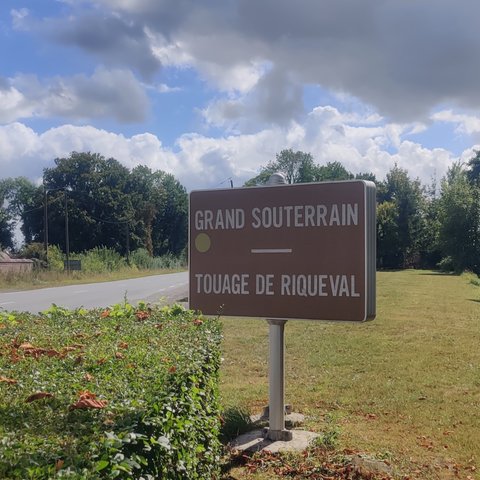 GRAND SOUTERRAIN
TOUAGE DE RIQUEVAL